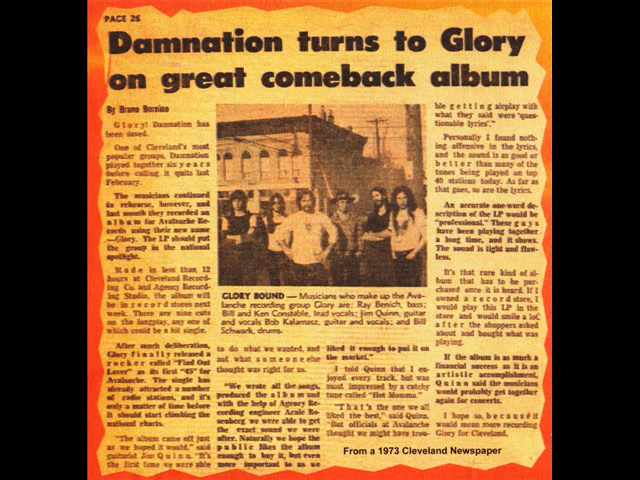 PAGE 26
Damnation turns to Glory
on great comeback album
By Bruno Bornino
Glory! Damnation has
been saved.
One of Cleveland's most
popular groups, Damnation
played together six years
before calling it quits last
February.
The musicians continued
to rehearse, however, and
last month they recorded an
album for Avalanche Re-
cords using their new name
—Glory. The LP should put
the group in the national
spotlight.
Made in less than 12
hours at Cleveland Record-
ing Co. and Agency Record-
ing Studio, the album will
be in record stores next
week. There are nine cuts
on the longplay, any one of
which could be a hit single.
After much deliberation,
Glory finally released a
rocker called "Find Out
Lover" as its first "45" for
Avalanche. The single has
already attracted a number
of radio stations, and it's
only a matter of time before
it should start climbing the
national charts.
"The album came off just
as we hoped it would," said
guitarist Jim Quinn. "It's
the first time we were able
GLORY BOUND — Musicians who make up the Ava-
lanche recording group Glory are: Ray Benich, bass;
Bill and Ken Constable, lead vocals; Jim Quinn, guitar
and vocals; Bob Kalamasz, guitar and vocals; and Bill
Schwark, drums.
to do what we wanted, and
not what someone else
thought was right for us.
"We wrote all the songs,
produced the album and
with the help of Agency Re-
cording engineer Arnie Ro-
senberg we were able to get
the exact sound we were
after. Naturally we hope the
public likes the album
enough to buy it, but even
more important to us we
liked it enough to put it on
the market."
I told Quinn that I en-
joyed every track, but was
most impressed by a catchy
tune called "Hot Momma."
"That's the one we all
liked the best," said Quinn.
"But officials at Avalanche
thought we might have trou-
ble getting airplay with
what they said were 'ques-
tionable lyrics'."
Personally I found noth-
ing offensive in the lyrics,
and the sound is as good or
better than many of the
tunes being played on top
40 stations today. As far as
that goes, so are the lyrics.
An accurate one-word de-
scription of the LP would be
"professional." These guys
have been playing together
a long time, and it shows.
The sound is tight and flaw-
less.
It's that rare kind of al-
bum that has to be pur-
chased once it is heard. If I
owned a record store, I
would play this LP in the
store and would smile a lot
after the shoppers asked
about and bought what was
playing.
If the album is as much a
financial success as it is an
artistic accomplishment,
Quinn said the musicians
would probably get together
again for concerts.
I hope so, because it
would mean more recording
Glory for Cleveland.
From a 1973 Cleveland Newspaper